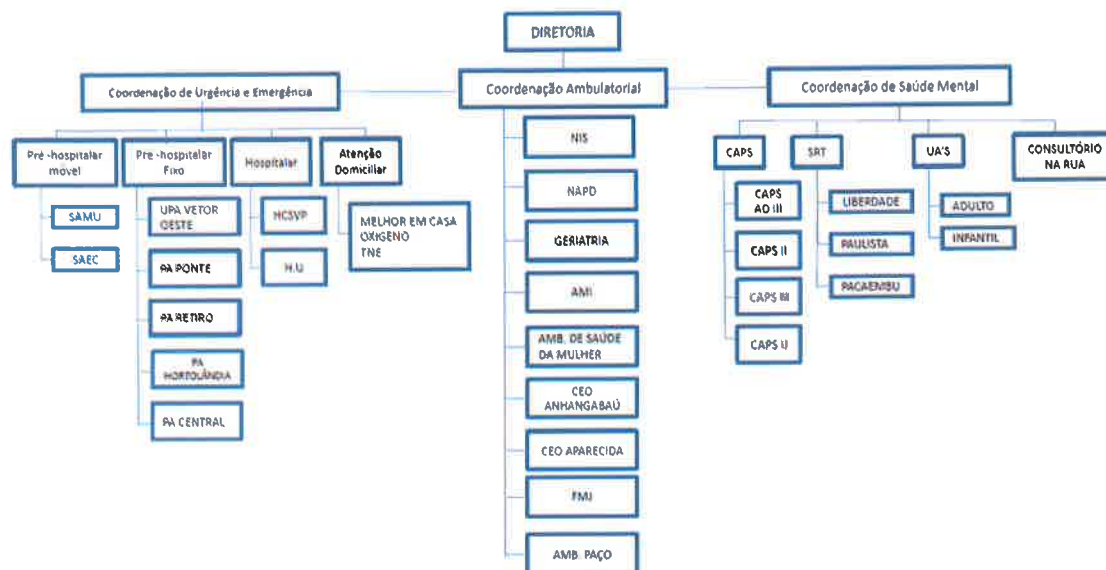 DIRETORIA
Coordenação de Urgência e Emergência
Coordenação Ambulatorial
Coordenação de Saúde Mental
Pré -hospitalar
móvel
SAMU
SAEC
Pre -hospitalar
Fixo
UPA VETOR
OESTE
PA PONTE
PA RETIRO
PA
HORTOLÂNDIA
PA CENTRAL
Hospitalar
HCSVP
H.U
Atenção
Domiciliar
MELHOR EM CASA
OXIGENO
TNE
NIS
NAPD
GERIATRIA
AMI
AMB. DE SAÚDE
DA MULHER
CEO
ANHANGABAÚ
CEO APARECIDA
FMJ
AMB. PAÇO
CAPS
CAPS
AD III
CAPS II
CAPS III
CAPS IJ
SRT
LIBERDADE
PAULISTA
PACAEMBU
UA'S
ADULTO
INFANTIL
CONSULTÓRIO
NA RUA